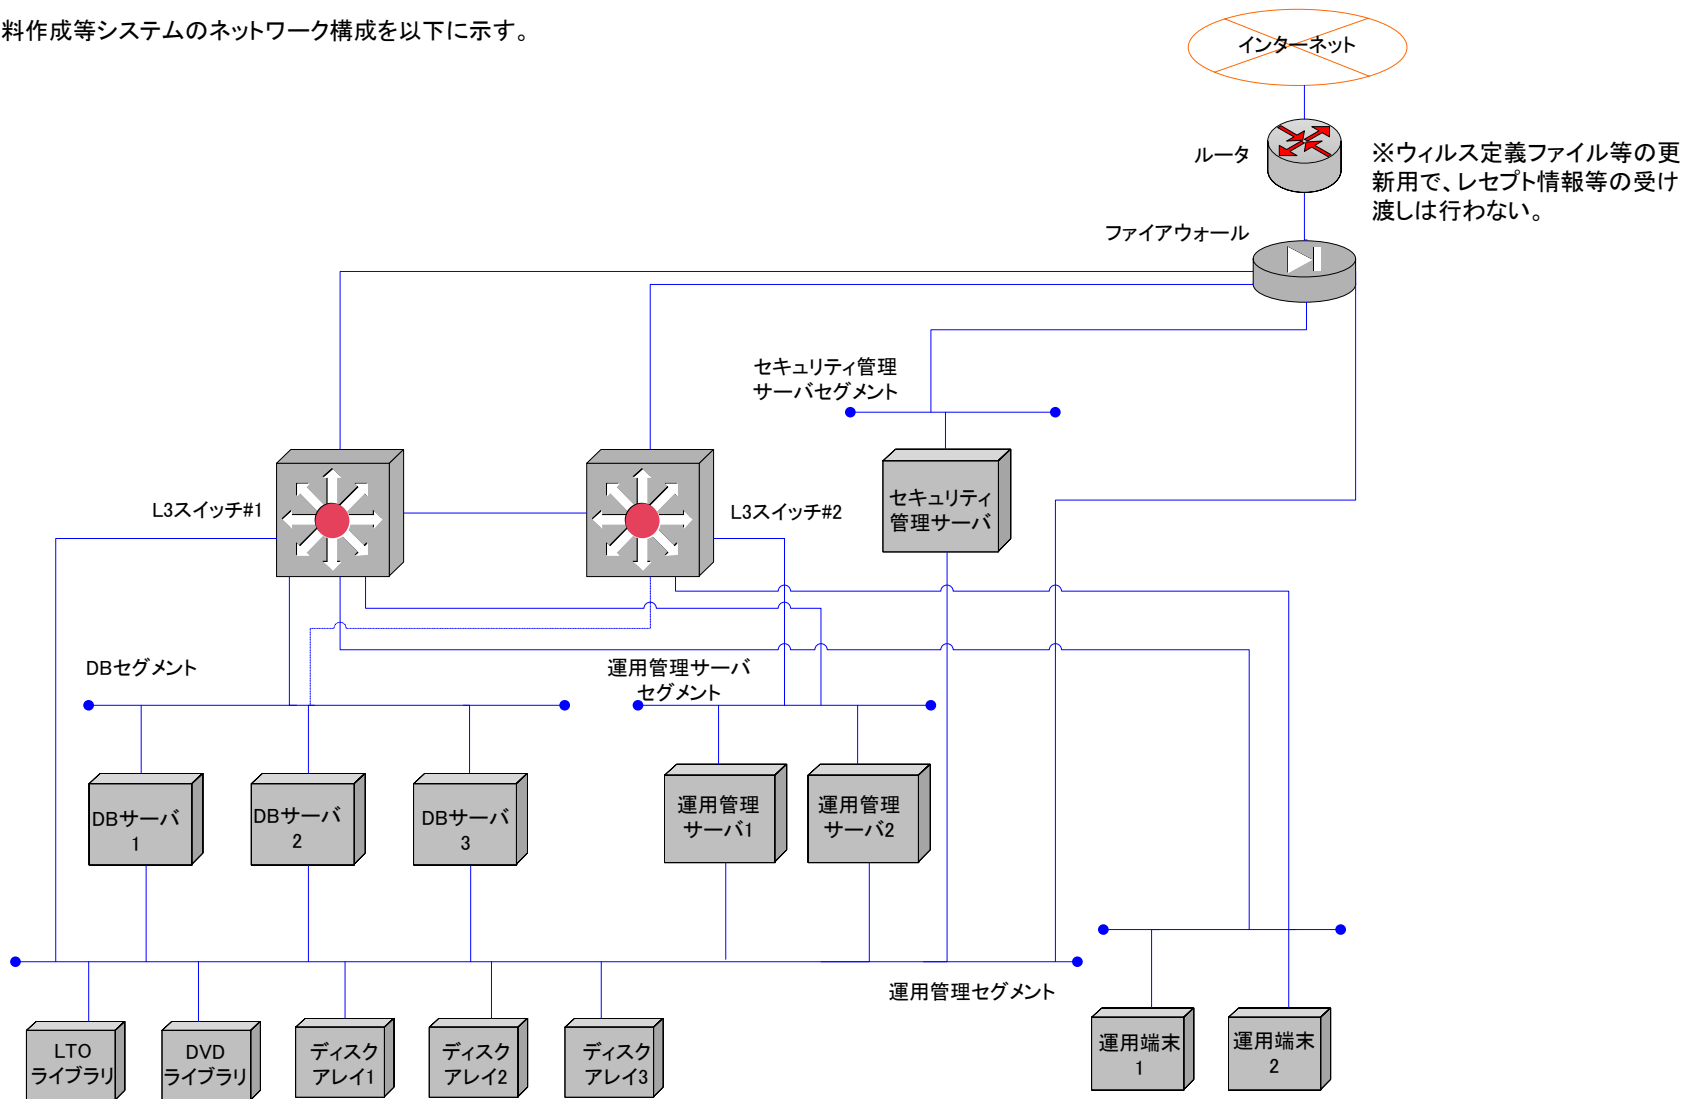 料作成等システムのネットワーク構成を以下に示す。
インターネット
ルータ
※ウィルス定義ファイル等の更
新用で、レセプト情報等の受け
渡しは行わない。
ファイアウォール
セキュリティ管理
サーバセグメント
L3スイッチ#1
L3スイッチ#2
セキュリティ
管理サーバ
DBセグメント
運用管理サーバ
セグメント
DBサーバ
1
DBサーバ
2
DBサーバ
3
運用管理
サーバ1
運用管理
サーバ2
運用管理セグメント
LTO
ライブラリ
DVD
ライブラリ
ディスク
アレイ1
ディスク
アレイ2
ディスク
アレイ3
運用端末
1
運用端末
2